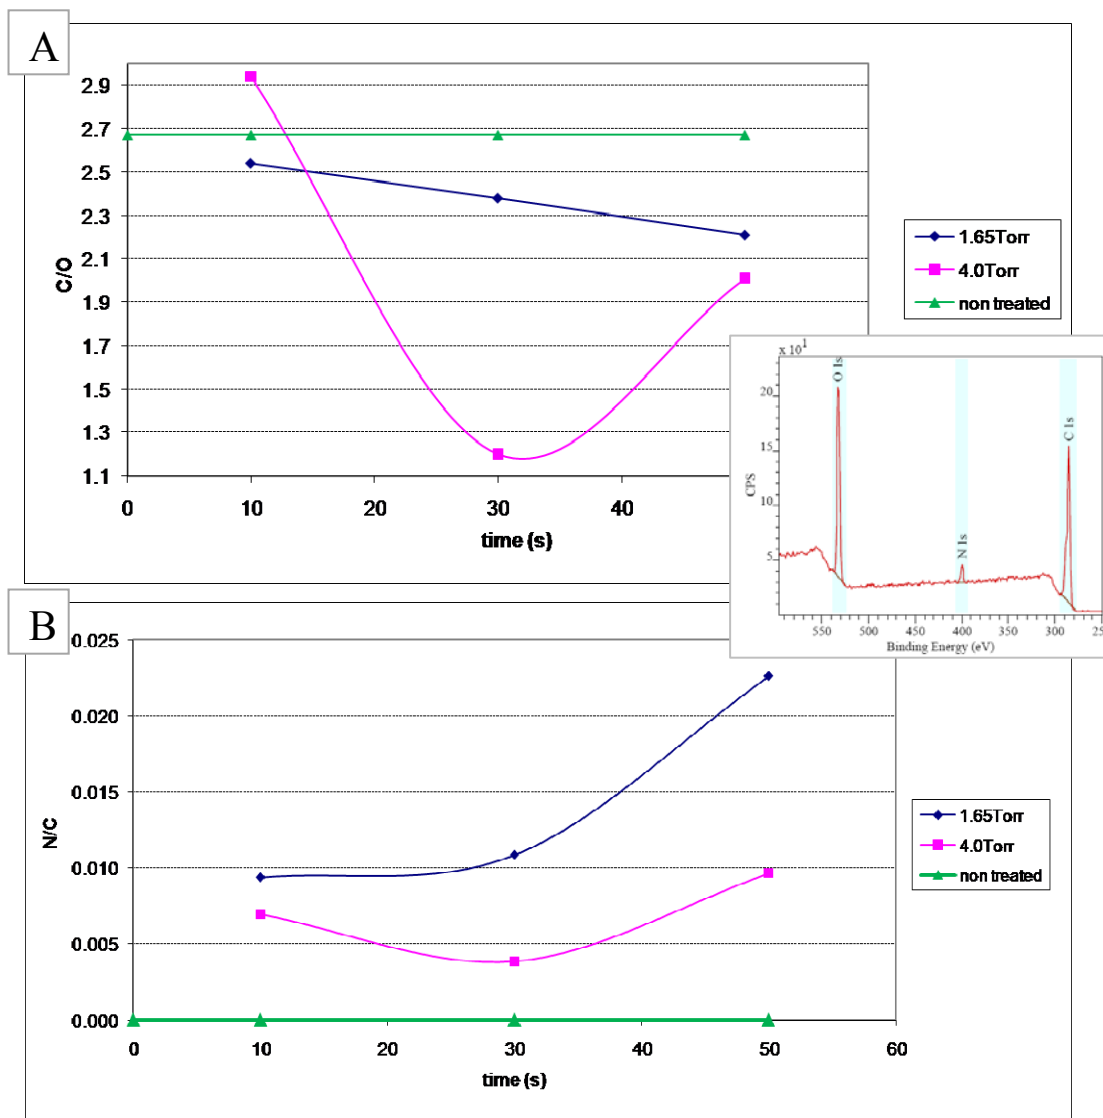 A
2.9
2.7
2.5
2.3
2.1
1.9
1.7
1.5
1.3
1.1
C/O
0 10 20 30 40
time (s)
1.65Torr
4.0Torr
non treated
x 10¹
20
15
10
5
CPS
O 1s
N 1s
C 1s
550 500 450 400 350 300 250
Binding Energy (eV)
B
0.025
0.020
0.015
0.010
0.005
0.000
N/C
0 10 20 30 40 50 60
time (s)
1.65Torr
4.0Torr
non treated